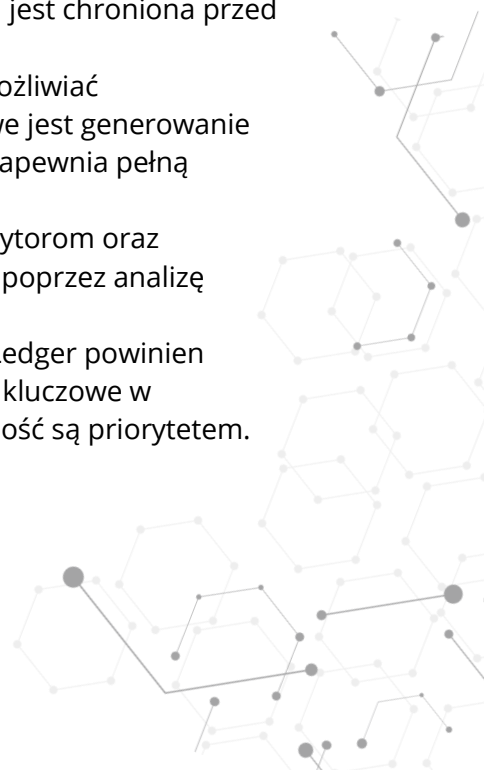 jest chroniona przed
ożliwiać
we jest generowanie
apewnia pełną
ytorom oraz
poprzez analizę
Ledger powinien
kluczowe w
ość są priorytetem.